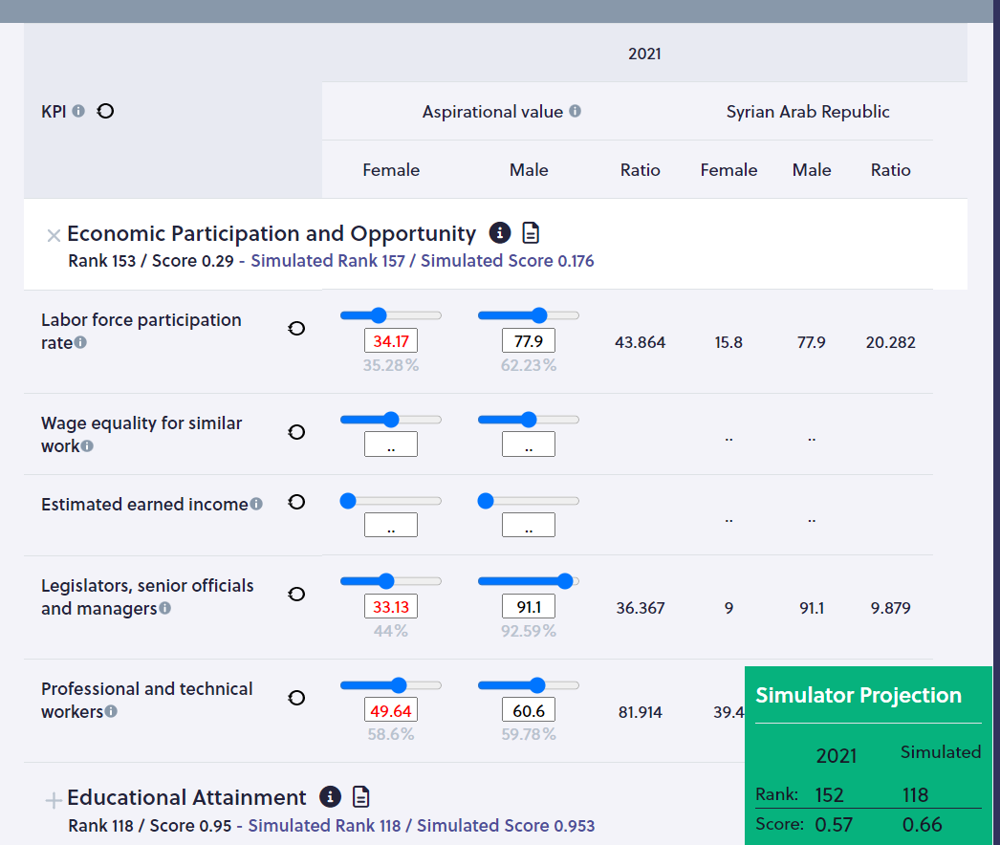 2021
KPI
Aspirational value
Syrian Arab Republic
Female Male Ratio Female Male Ratio
Economic Participation and Opportunity
Rank 153 / Score 0.29 - Simulated Rank 157 / Simulated Score 0.176
Labor force participation
rate
34.17 77.9 43.864 15.8 77.9 20.282
35.28% 62.23%
Wage equality for similar
work
.. .. .. ..
Estimated earned income
.. .. .. ..
Legislators, senior officials
and managers
33.13 91.1 36.367 9 91.1 9.879
44% 92.59%
Professional and technical
workers
49.64 60.6 81.914 39.4
58.6% 59.78%
Educational Attainment
Rank 118 / Score 0.95 - Simulated Rank 118 / Simulated Score 0.953
Simulator Projection
2021 Simulated
Rank: 152 118
Score: 0.57 0.66